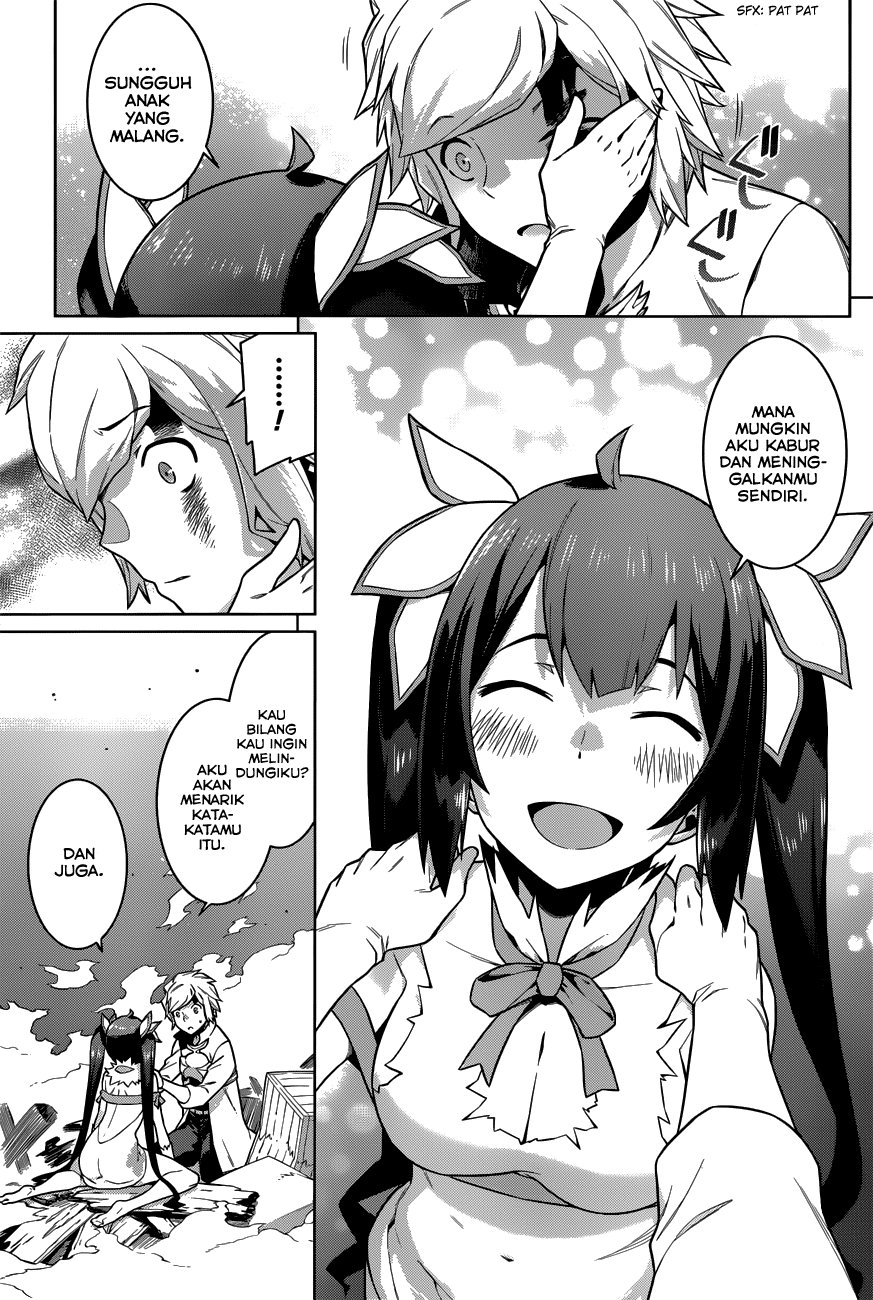 SFX: PAT PAT
...
SUNGGUH
ANAK
YANG
MALANG.
MANA
MUNGKIN
AKU KABUR
DAN MENING-
GALKANMU
SENDIRI.
......!
KAU
BILANG
KAU INGIN
MELIN-
DUNGIKU?
AKU
AKAN
MENARIK
KATA-
KATAMU
ITU.
DAN
JUGA.